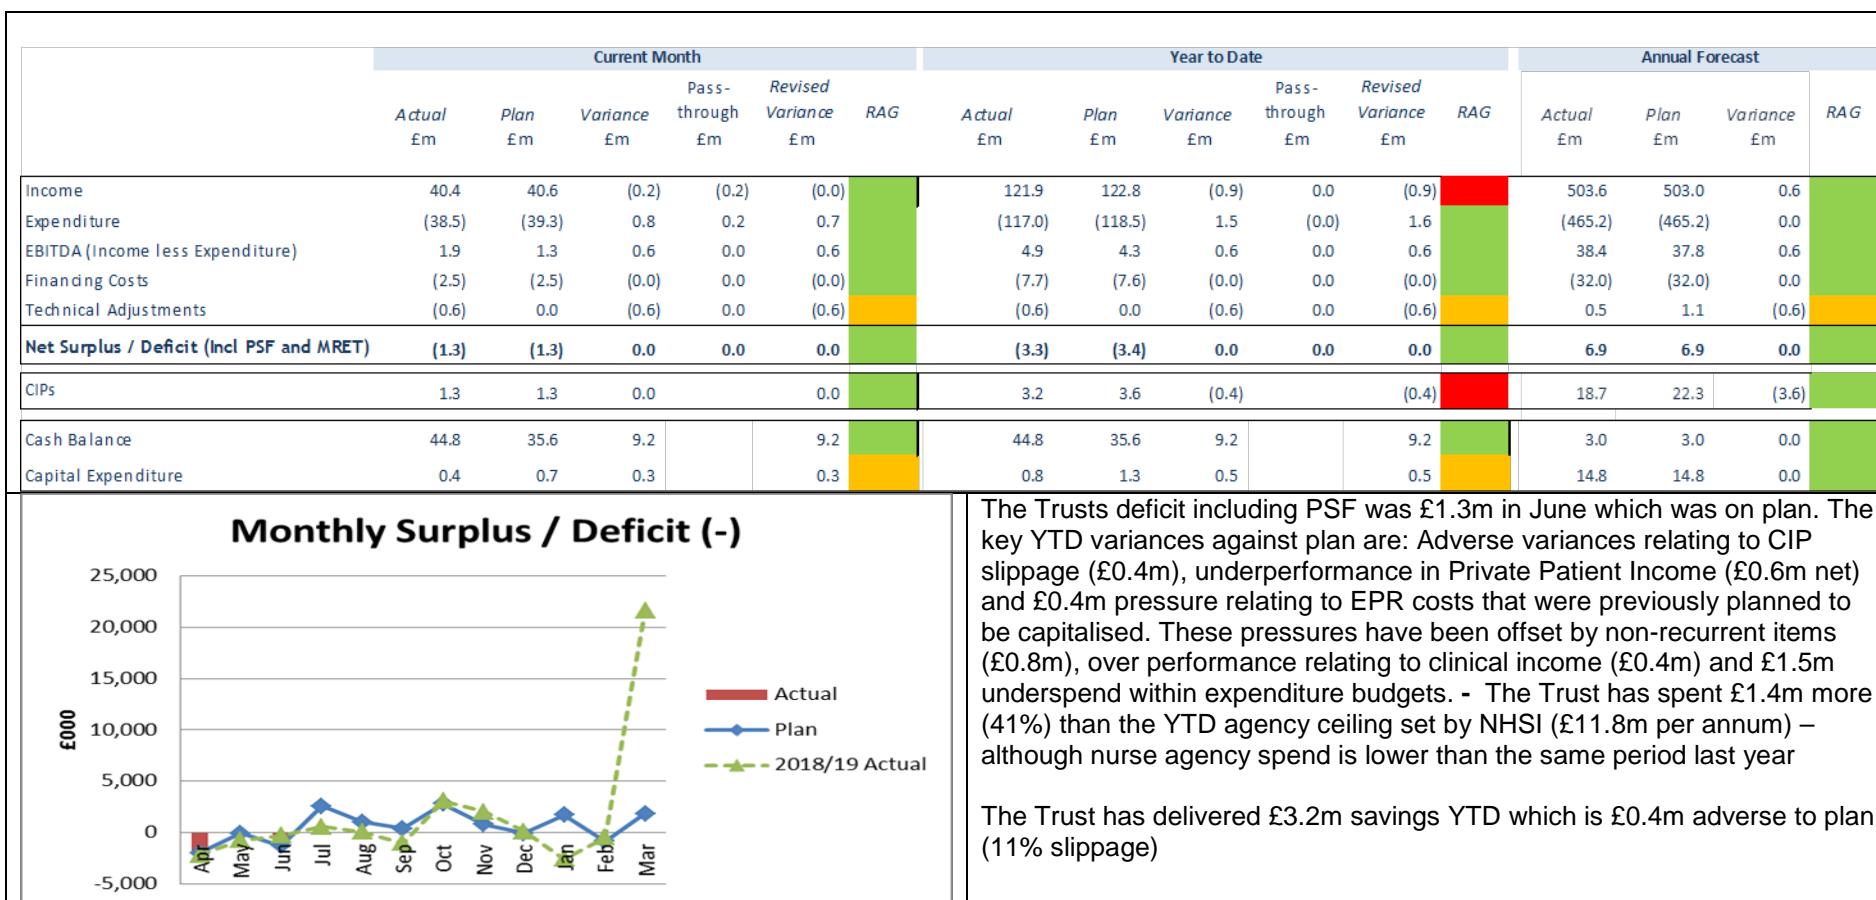 Current Month Year to Date Annual Forecast
Pass- Revised Pass- Revised
Actual Plan Variance through Variance RAG Actual Plan Variance through Variance RAG Actual Plan Variance RAG
£m £m £m £m £m £m £m £m £m £m £m £m £m
Income 40.4 40.6 (0.2) (0.2) (0.0) 121.9 122.8 (0.9) 0.0 (0.9) 503.6 503.0 0.6
Expenditure (38.5) (39.3) 0.8 0.2 0.7 (117.0) (118.5) 1.5 (0.0) 1.6 (465.2) (465.2) 0.0
EBITDA (Income less Expenditure) 1.9 1.3 0.6 0.0 0.6 4.9 4.3 0.6 0.0 0.6 38.4 37.8 0.6
Financing Costs (2.5) (2.5) (0.0) 0.0 (0.0) (7.7) (7.6) (0.0) 0.0 (0.0) (32.0) (32.0) 0.0
Technical Adjustments (0.6) 0.0 (0.6) 0.0 (0.6) (0.6) 0.0 (0.6) 0.0 (0.6) 0.5 1.1 (0.6)
Net Surplus / Deficit (Incl PSF and MRET) (1.3) (1.3) 0.0 0.0 0.0 (3.3) (3.4) 0.0 0.0 0.0 6.9 6.9 0.0
CIPs 1.3 1.3 0.0 0.0 3.2 3.6 (0.4) (0.4) 18.7 22.3 (3.6)
Cash Balance 44.8 35.6 9.2 9.2 44.8 35.6 9.2 9.2 3.0 3.0 0.0
Capital Expenditure 0.4 0.7 0.3 0.3 0.8 1.3 0.5 0.5 14.8 14.8 0.0
Monthly Surplus / Deficit (-)
25,000
20,000
15,000
10,000
5,000
0
-5,000
£000
Apr May Jun Jul Aug Sep Oct Nov Dec Jan Feb Mar
Actual
Plan
2018/19 Actual
The Trusts deficit including PSF was £1.3m in June which was on plan. The
key YTD variances against plan are: Adverse variances relating to CIP
slippage (£0.4m), underperformance in Private Patient Income (£0.6m net)
and £0.4m pressure relating to EPR costs that were previously planned to
be capitalised. These pressures have been offset by non-recurrent items
(£0.8m), over performance relating to clinical income (£0.4m) and £1.5m
underspend within expenditure budgets. - The Trust has spent £1.4m more
(41%) than the YTD agency ceiling set by NHSI (£11.8m per annum) –
although nurse agency spend is lower than the same period last year
The Trust has delivered £3.2m savings YTD which is £0.4m adverse to plan
(11% slippage)